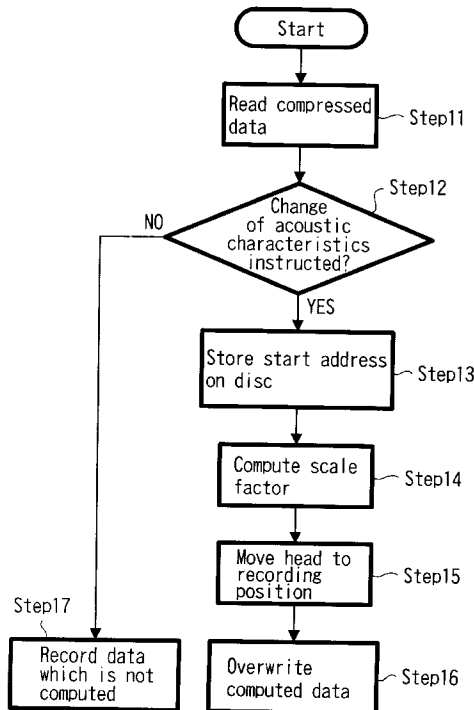 Start
Read compressed
data
Step11
Step12
Change
of acoustic
characteristics
instructed?
NO
YES
Store start address
on disc
Step13
Compute scale
factor
Step14
Move head to
recording
position
Step15
Step17
Record data
which is not
computed
Overwrite
computed data
Step16